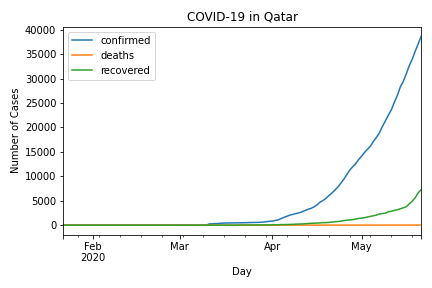 COVID-19 in Qatar
confirmed
deaths
recovered
Number of Cases
40000
35000
30000
25000
20000
15000
10000
5000
0
Feb
2020
Mar
Apr
May
Day